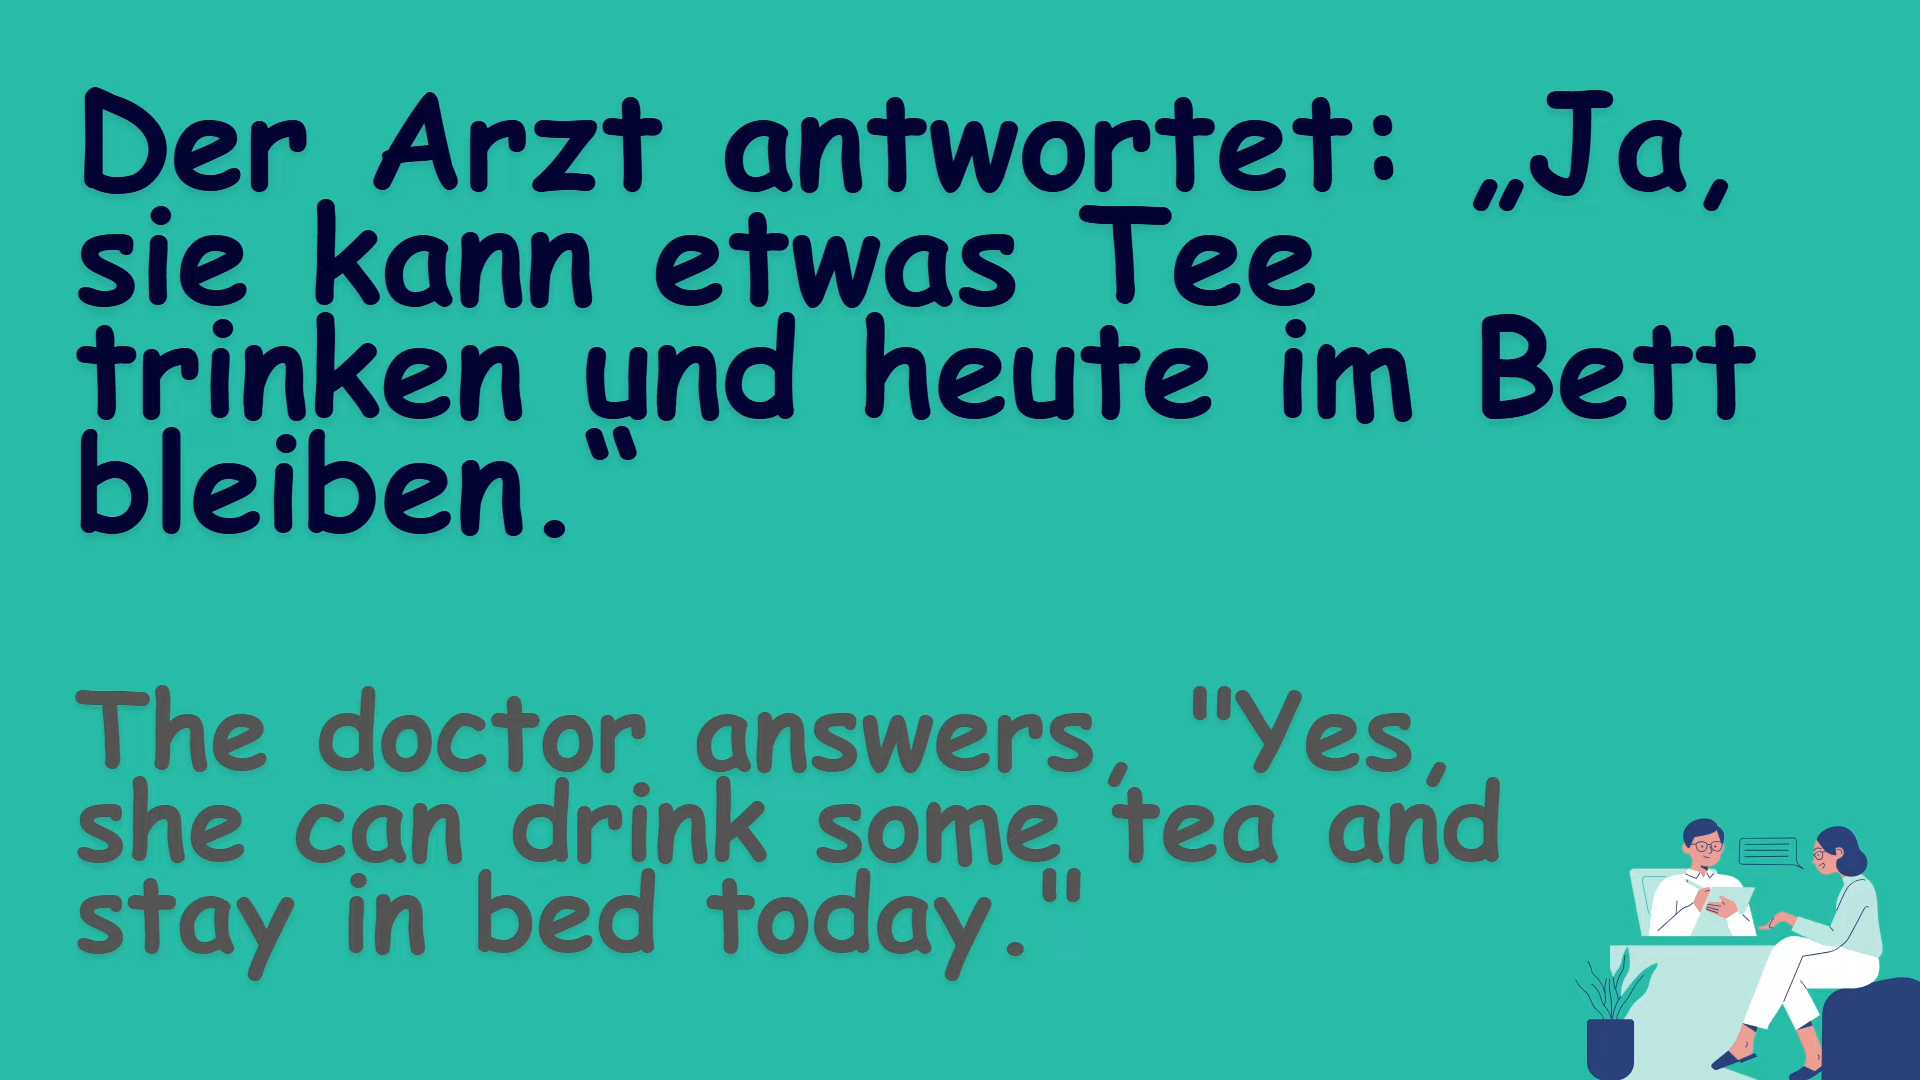 Der Arzt antwortet: „Ja,
sie kann etwas Tee
trinken und heute im Bett
bleiben.“
The doctor answers, "Yes,
she can drink some tea and
stay in bed today."